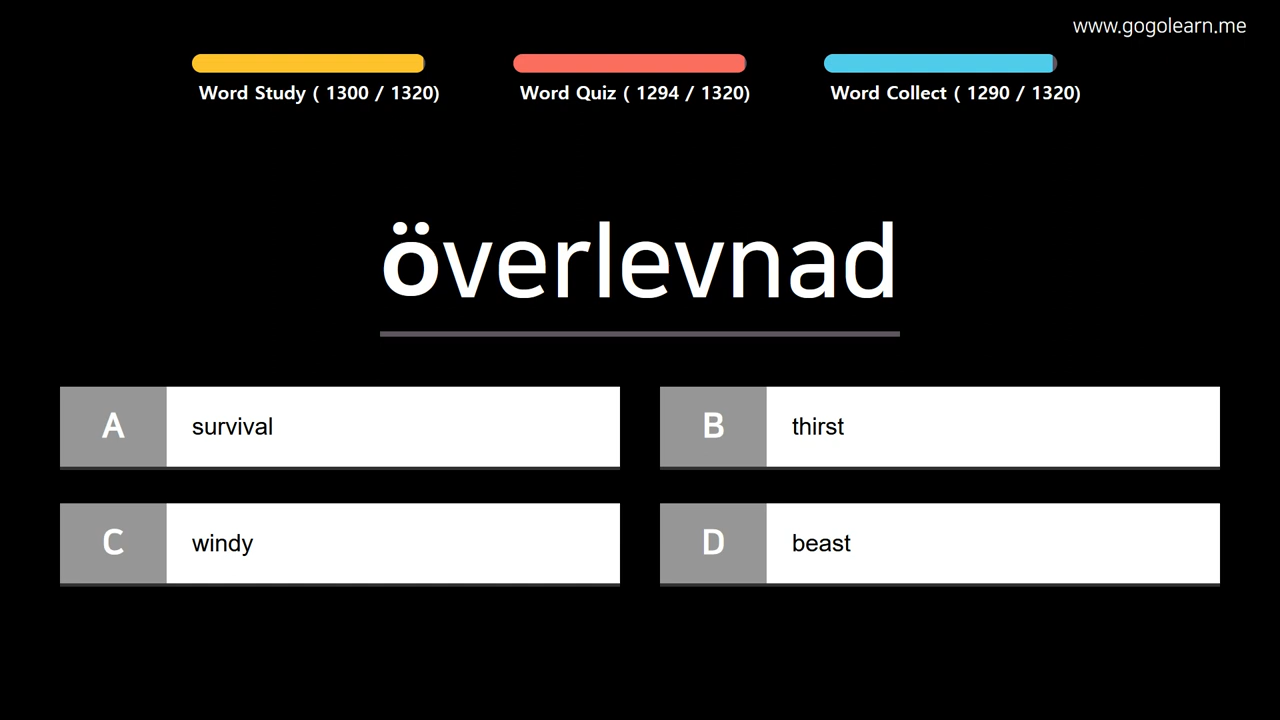 www.gogolearn.me
Word Study ( 1300 / 1320)
Word Quiz ( 1294 / 1320)
Word Collect ( 1290 / 1320)
överlevnad
A survival
B thirst
C windy
D beast